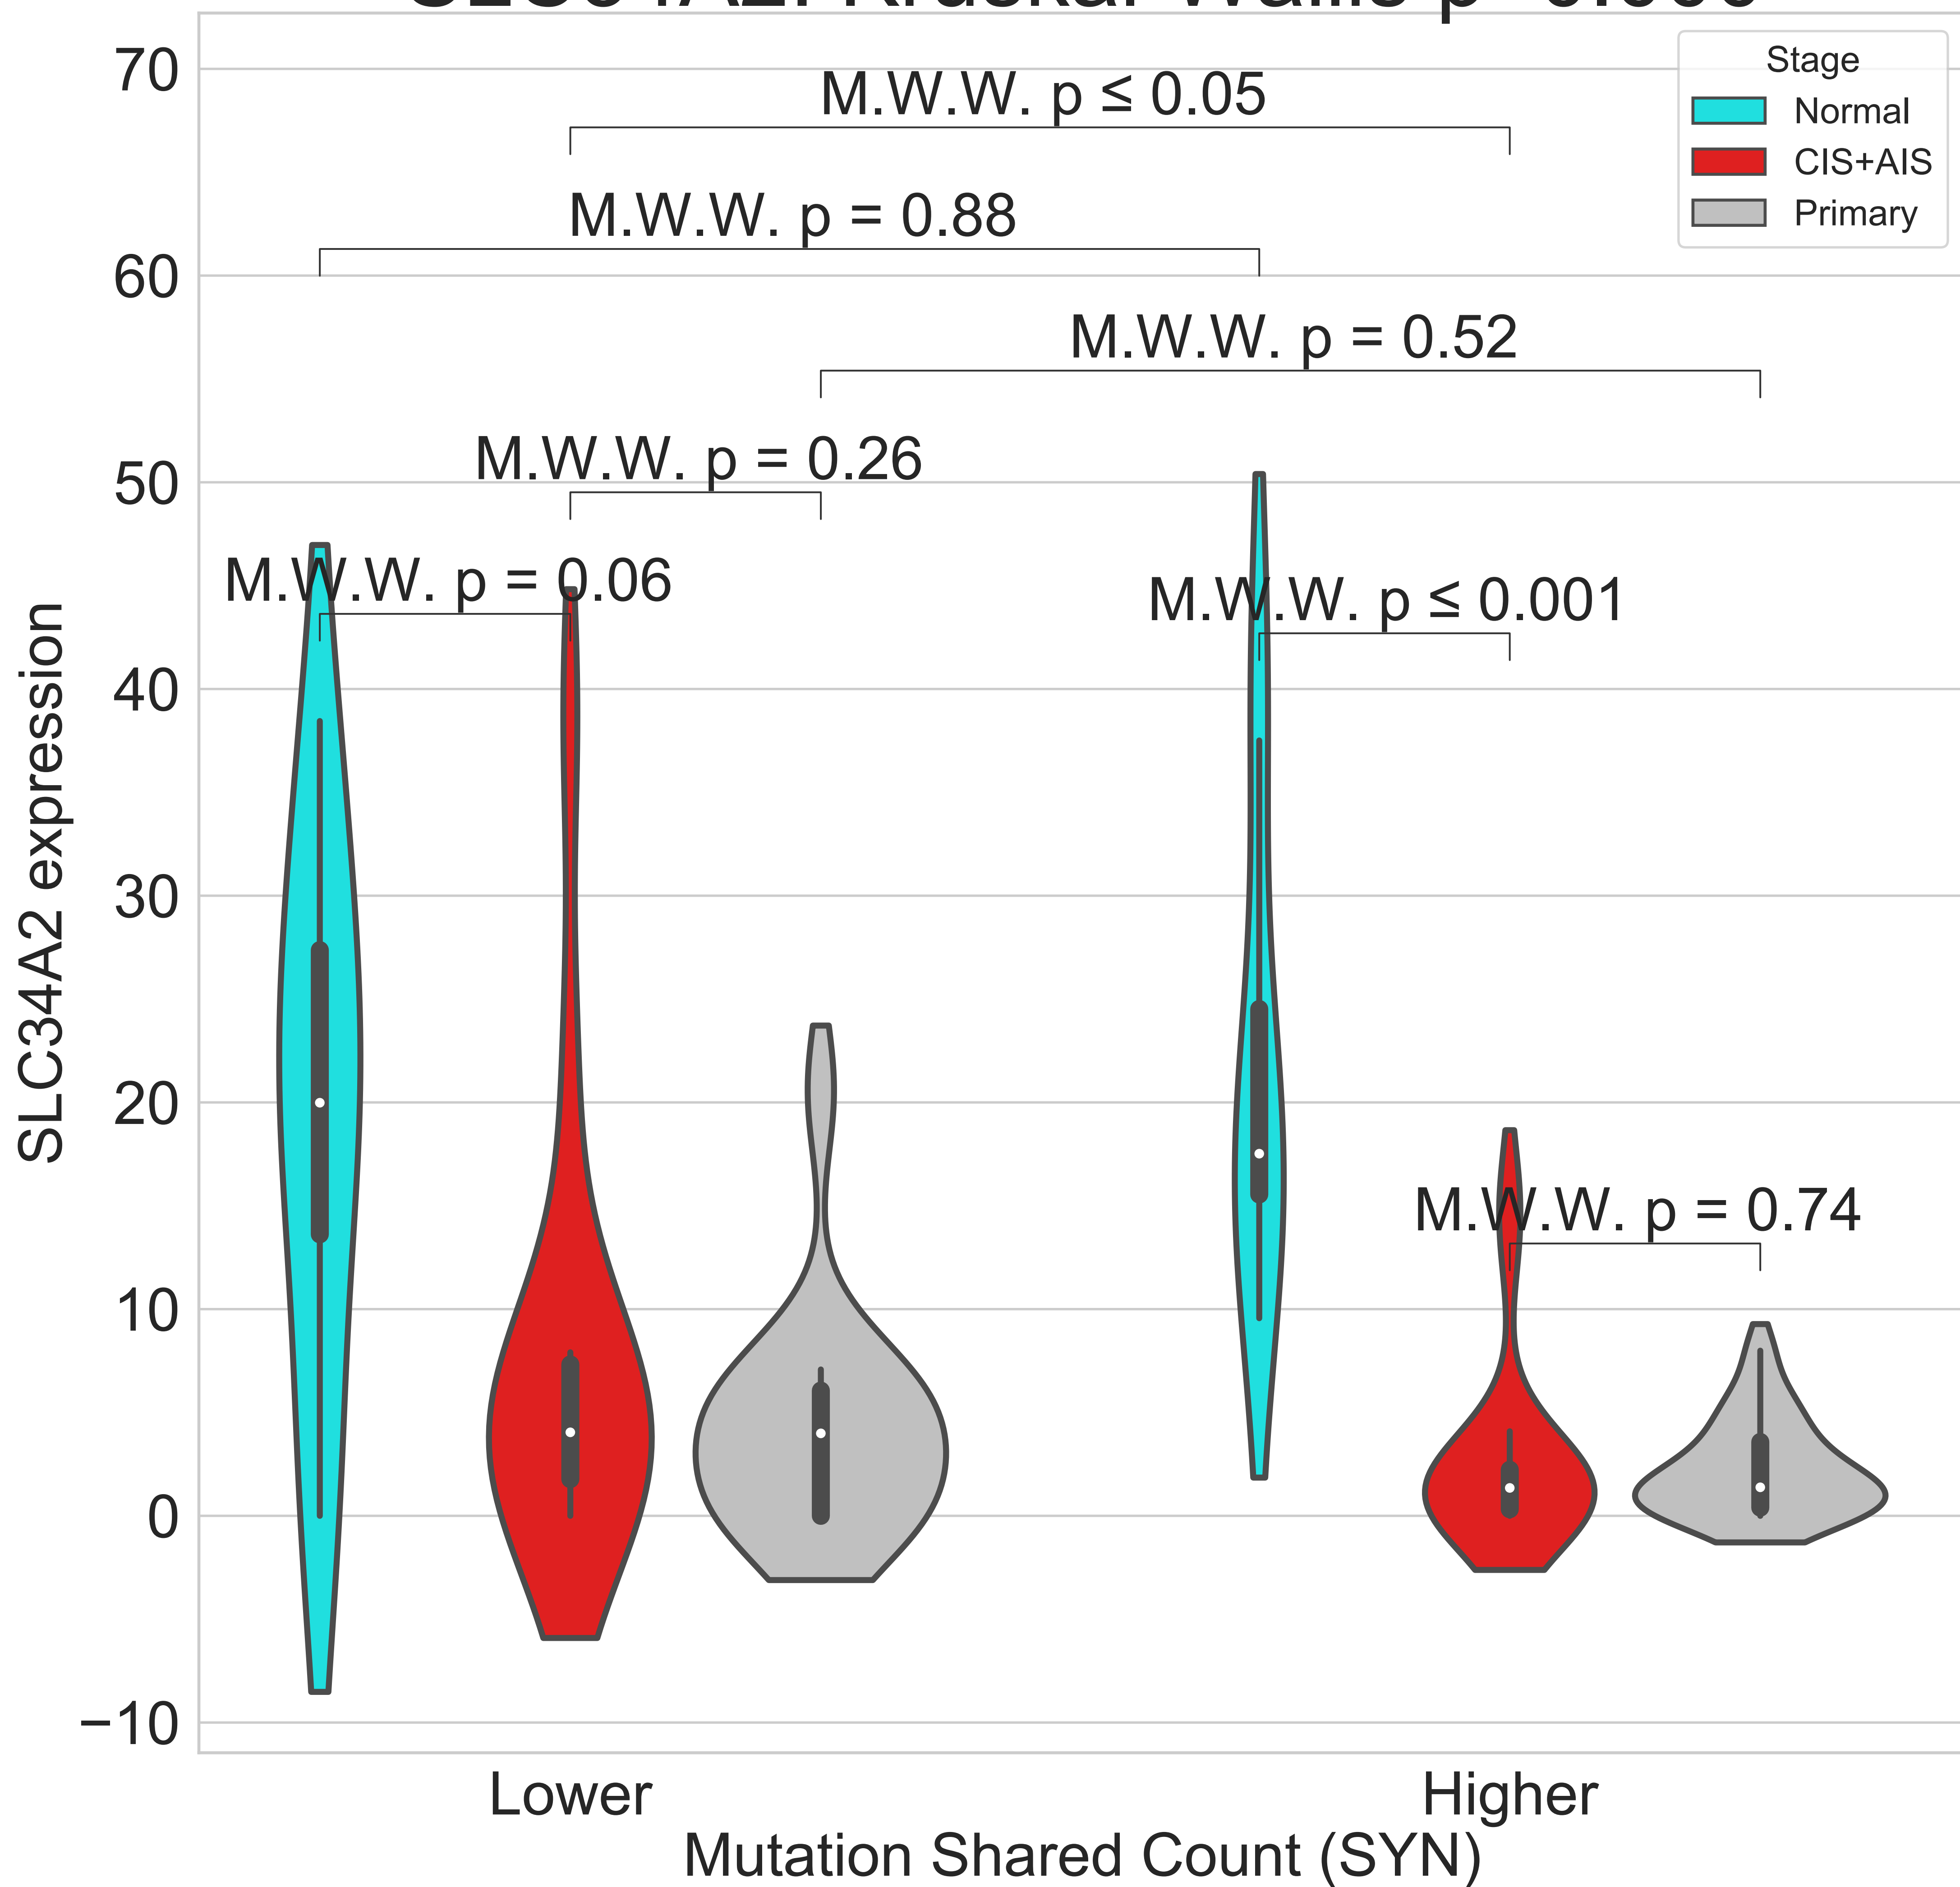 70
60
50
40
30
20
10
0
−10
SLC34A2 expression
M.W.W. p ≤ 0.05
M.W.W. p = 0.88
M.W.W. p = 0.52
M.W.W. p = 0.26
M.W.W. p = 0.06
M.W.W. p ≤ 0.001
M.W.W. p = 0.74
Stage
Normal
CIS+AIS
Primary
Lower
Higher
Mutation Shared Count (SYN)